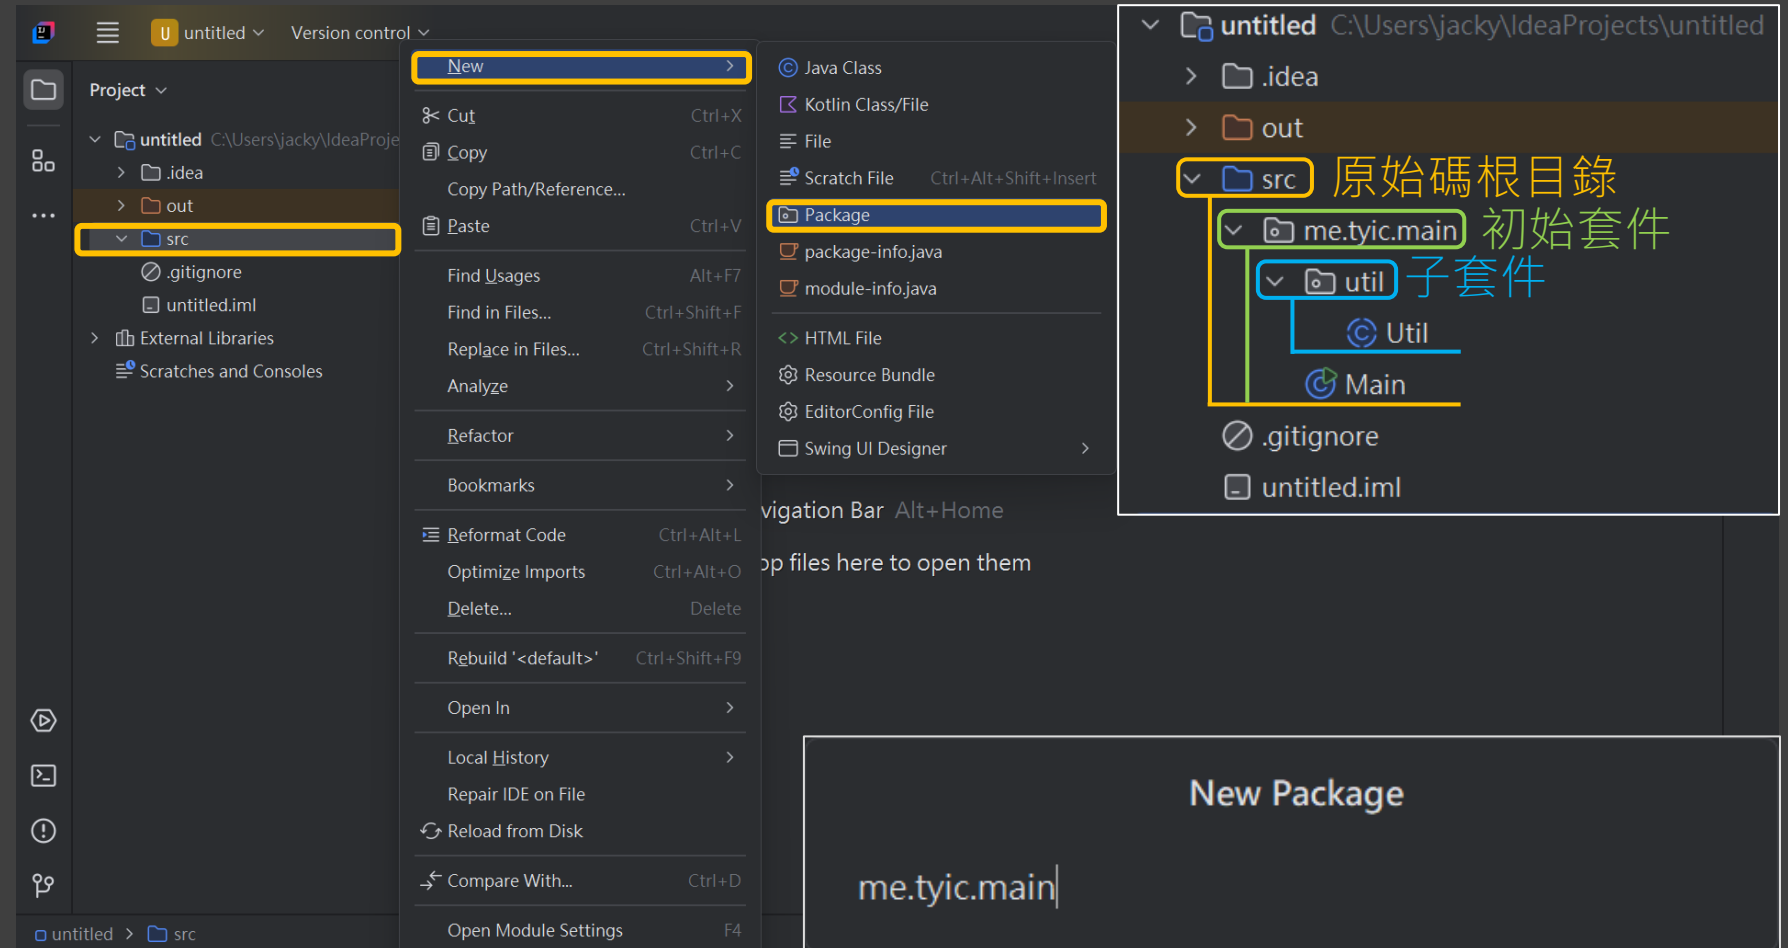 U untitled Version control
Project
untitled C:\Users\jacky\IdeaProje
.idea
out
src
.gitignore
untitled.iml
External Libraries
Scratches and Consoles
untitled > src
New
Cut Ctrl+X
Copy Ctrl+C
Copy Path/Reference...
Paste Ctrl+V
Find Usages Alt+F7
Find in Files... Ctrl+Shift+F
Replace in Files... Ctrl+Shift+R
Analyze
Refactor
Bookmarks
Reformat Code Ctrl+Alt+L
Optimize Imports Ctrl+Alt+O
Delete... Delete
Rebuild '<default>' Ctrl+Shift+F9
Open In
Local History
Repair IDE on File
Reload from Disk
Compare With... Ctrl+D
Open Module Settings F4
Java Class
Kotlin Class/File
File
Scratch File Ctrl+Alt+Shift+Insert
Package
package-info.java
module-info.java
HTML File
Resource Bundle
EditorConfig File
Swing UI Designer
vigation Bar Alt+Home
op files here to open them
untitled C:\Users\jacky\IdeaProjects\untitled
.idea
out
src 原始碼根目錄
me.tyic.main 初始套件
util 子套件
Util
Main
.gitignore
untitled.iml
New Package
me.tyic.main